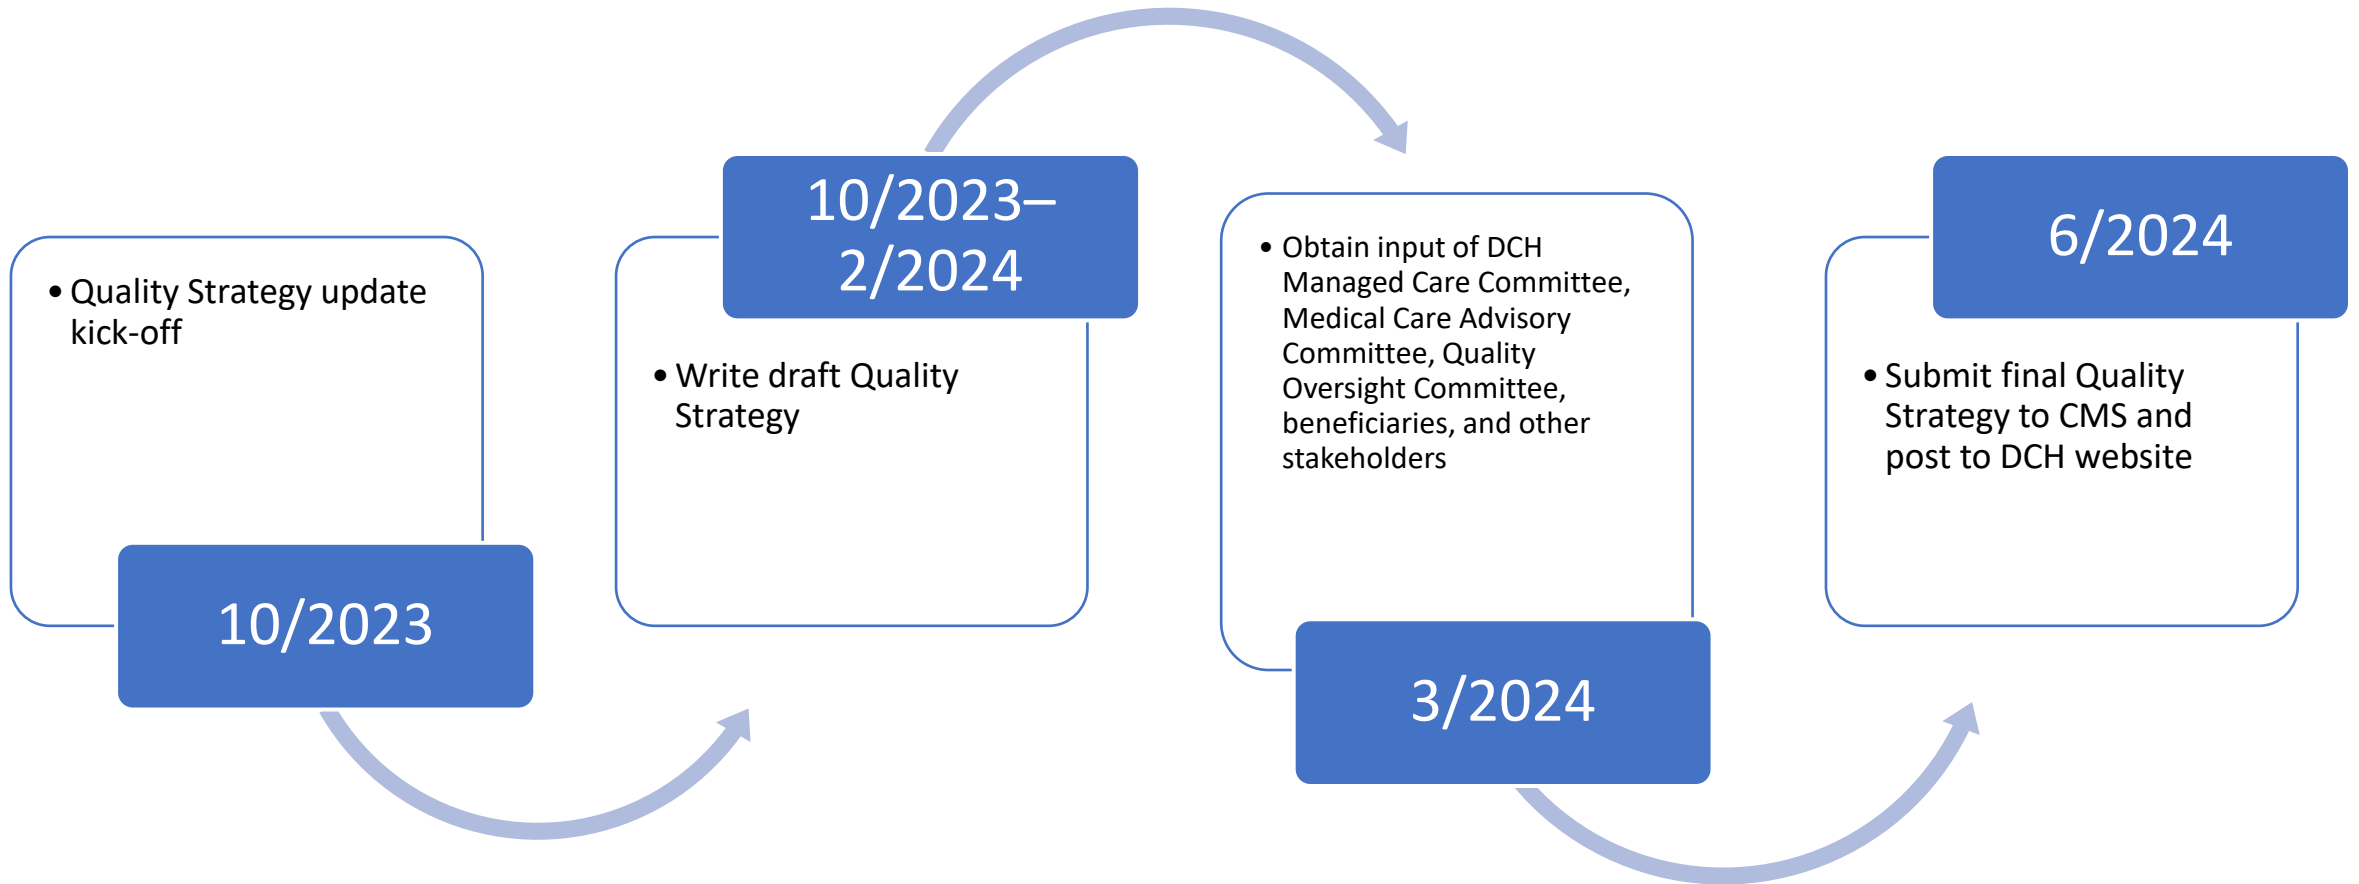 • Quality Strategy update
kick-off
10/2023
10/2023–
2/2024
• Write draft Quality
Strategy
• Obtain input of DCH
Managed Care Committee,
Medical Care Advisory
Committee, Quality
Oversight Committee,
beneficiaries, and other
stakeholders
3/2024
6/2024
• Submit final Quality
Strategy to CMS and
post to DCH website